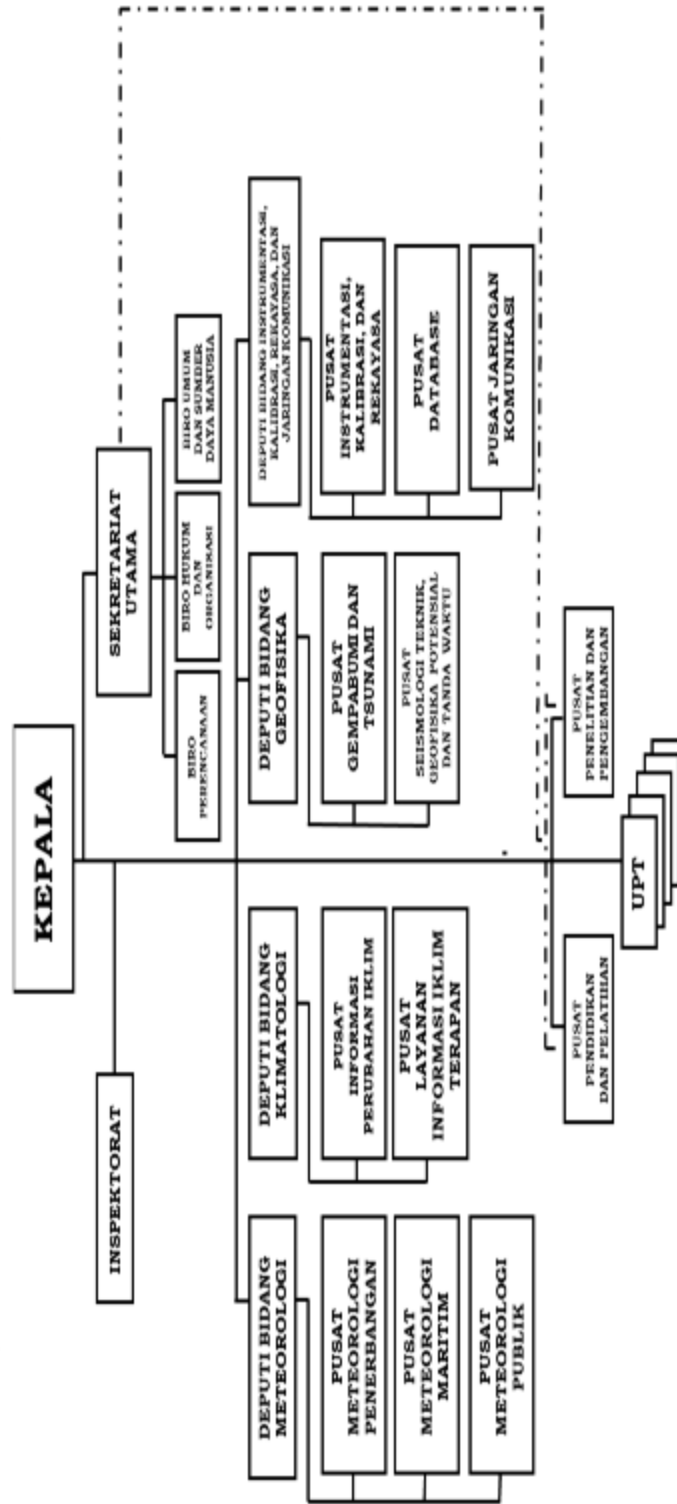 KEPALA
INSPEKTORAT
SEKRETARIAT
UTAMA
BIRO
PERENCANAAN
BIRO HUKUM
DAN
ORGANISASI
BIRO UMUM
DAN SUMBER
DAYA MANUSIA
DEPUTI BIDANG
METEOROLOGI
DEPUTI BIDANG
KLIMATOLOGI
DEPUTI BIDANG
GEOFISIKA
DEPUTI BIDANG INSTRUMENTASI,
KALIBRASI, REKAYASA, DAN
JARINGAN KOMUNIKASI
PUSAT
METEOROLOGI
PENERBANGAN
PUSAT
INFORMASI
PERUBAHAN IKLIM
PUSAT
GEMPABUMI DAN
TSUNAMI
PUSAT
INSTRUMENTASI,
KALIBRASI, DAN
REKAYASA
PUSAT
METEOROLOGI
MARITIM
PUSAT
LAYANAN
INFORMASI IKLIM
TERAPAN
PUSAT
SEISMOLOGI TEKNIK,
GEOFISIKA POTENSIAL
DAN TANDA WAKTU
PUSAT
DATABASE
PUSAT
METEOROLOGI
PUBLIK
PUSAT JARINGAN
KOMUNIKASI
PUSAT
PENDIDIKAN
DAN PELATIHAN
PUSAT
PENELITIAN DAN
PENGEMBANGAN
UPT